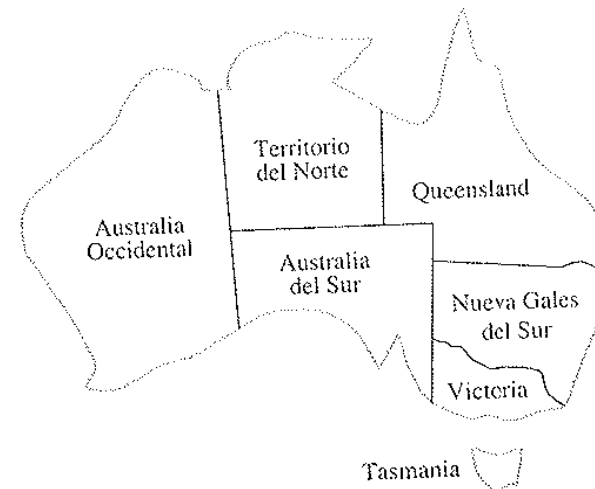 Territorio
del Norte
Queensland
Australia
Occidental
Australia
del Sur
Nueva Gales
del Sur
Victoria
Tasmania